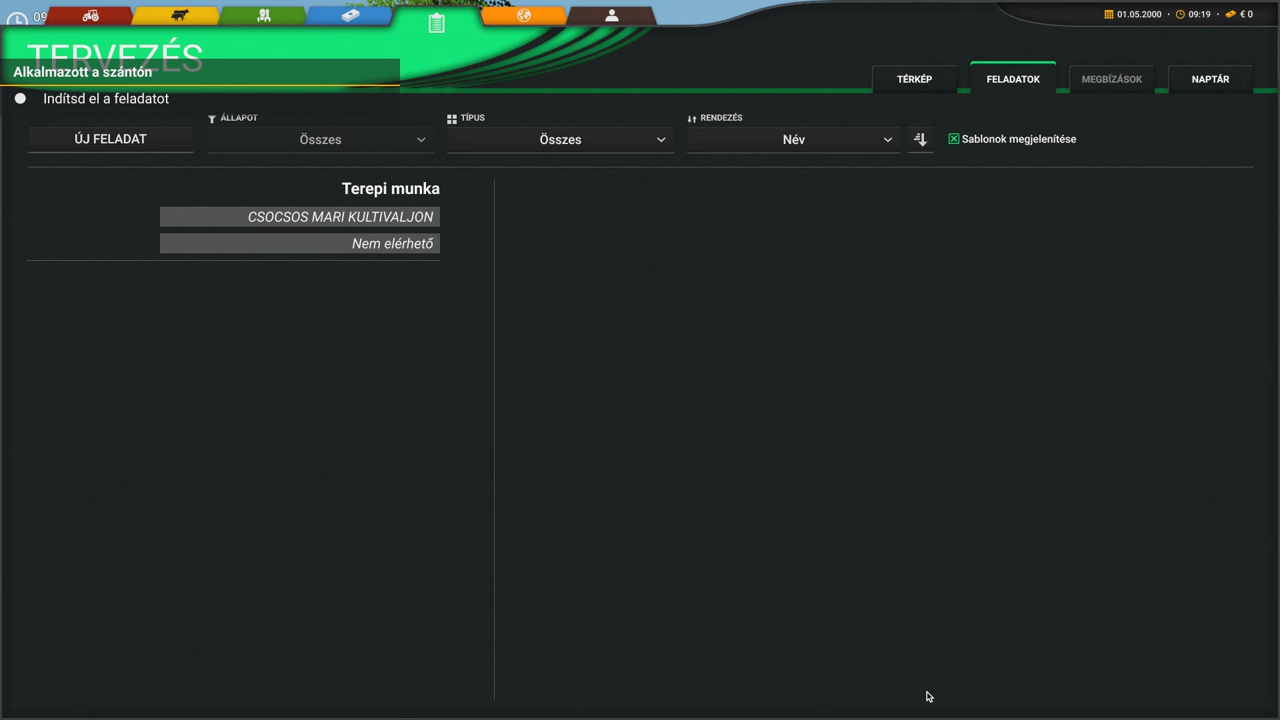 09
01.05.2000 • 09:19 • € 0
TERVEZÉS
Alkalmazott a szántón
Indítsd el a feladatot
TÉRKÉP
FELADATOK
MEGBÍZÁSOK
NAPTÁR
ÚJ FELADAT
ÁLLAPOT
Összes
TÍPUS
Összes
RENDEZÉS
Név
Sablonok megjelenítése
Terepi munka
CSOCSOS MARI KULTIVALJON
Nem elérhető